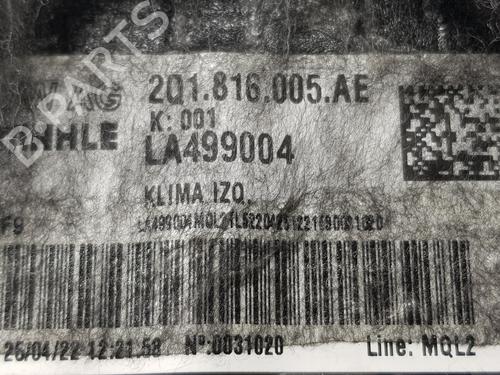 B-PARTS
2Q1.816.005.AE
K: 001
MAHLE
LA499004
KLIMA IZQ.
F9
25/04/22 12:21:58 Nº:0031020 Line: MQL2